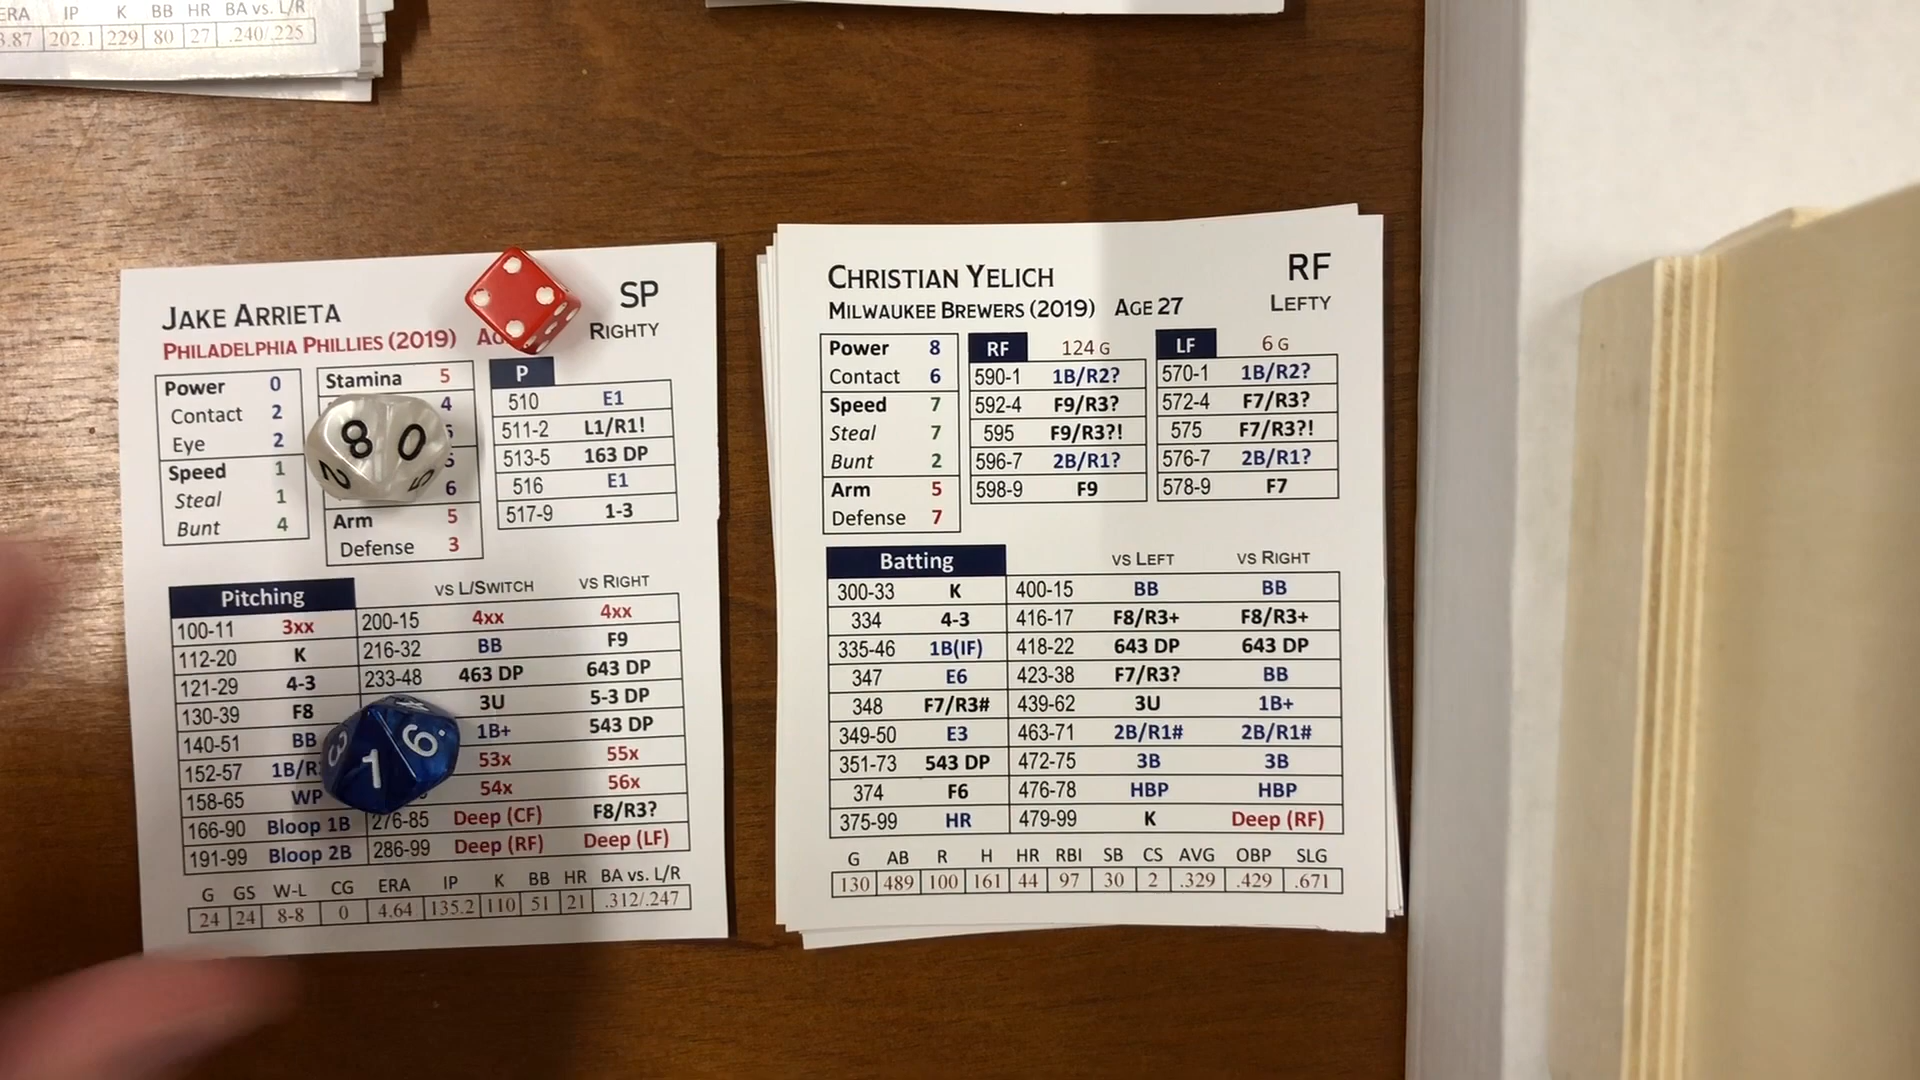 ERA IP K BB HR BA vs. L/R
3.87 202.1 229 80 27 .240/.225
JAKE ARRIETA
SP
PHILADELPHIA PHILLIES (2019)
RIGHTY
Power 0
Contact 2
Eye 2
Speed 1
Steal 1
Bunt 4
Stamina 5
4
6
Arm 5
Defense 3
P
510 E1
511-2 L1/R1!
513-5 163 DP
516 E1
517-9 1-3
8 0
2 5
Pitching
VS L/SWITCH VS RIGHT
100-11 3xx 200-15 4xx 4xx
112-20 K 216-32 BB F9
121-29 4-3 233-48 463 DP 643 DP
130-39 F8 3U 5-3 DP
140-51 BB 1B+ 543 DP
152-57 53x 55x
158-65 WP 54x 56x
166-90 Bloop 1B 276-85 Deep (CF) F8/R3?
191-99 Bloop 2B 286-99 Deep (RF) Deep (LF)
3 1 6.
G GS W-L CG ERA IP K BB HR BA vs. L/R
24 24 8-8 0 4.64 135.2 110 51 21 .312/.247
CHRISTIAN YELICH
RF
MILWAUKEE BREWERS (2019) AGE 27
LEFTY
Power 8
Contact 6
Speed 7
Steal 7
Bunt 2
Arm 5
Defense 7
RF 124 G
590-1 1B/R2?
592-4 F9/R3?
595 F9/R3?!
596-7 2B/R1?
598-9 F9
LF 6 G
570-1 1B/R2?
572-4 F7/R3?
575 F7/R3?!
576-7 2B/R1?
578-9 F7
Batting
VS LEFT VS RIGHT
300-33 K 400-15 BB BB
334 4-3 416-17 F8/R3+ F8/R3+
335-46 1B(IF) 418-22 643 DP 643 DP
347 E6 423-38 F7/R3? BB
348 F7/R3# 439-62 3U 1B+
349-50 E3 463-71 2B/R1# 2B/R1#
351-73 543 DP 472-75 3B 3B
374 F6 476-78 HBP HBP
375-99 HR 479-99 K Deep (RF)
G AB R H HR RBI SB CS AVG OBP SLG
130 489 100 161 44 97 30 2 .329 .429 .671